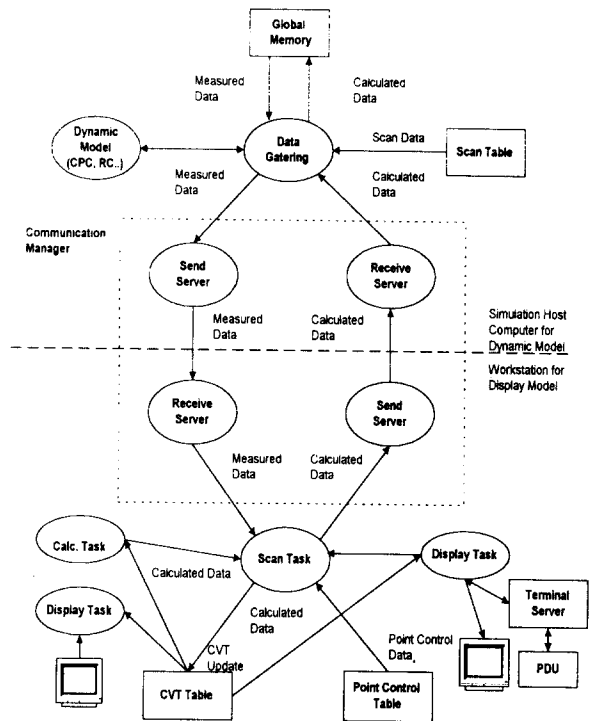 Global
Memory
Measured
Data
Calculated
Data
Dynamic
Model
(CPC, RC..)
Data
Gatering
Scan Data
Scan Table
Measured
Data
Calculated
Data
Communication
Manager
Send
Server
Receive
Server
Measured
Data
Calculated
Data
Simulation Host
Computer for
Dynamic Model
Workstation for
Display Model
Receive
Server
Send
Server
Measured
Data
Calculated
Data
Calc. Task
Scan Task
Display Task
Calculated Data
Display Task
Calculated
Data
Terminal
Server
CVT
Update
Point Control
Data
PDU
CVT Table
Point Control
Table